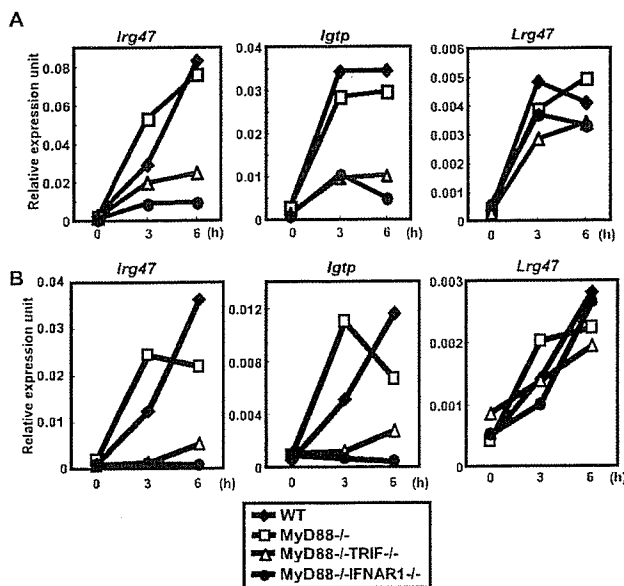 A
Irg47
Igtp
Lrg47
Relative expression unit
0.08
0.06
0.04
0.02
0
0 3 6 (h)
0.04
0.03
0.02
0.01
0
0 3 6 (h)
0.006
0.005
0.004
0.003
0.002
0.001
0
0 3 6 (h)
B
Irg47
Igtp
Lrg47
Relative expression unit
0.04
0.03
0.02
0.01
0
0 3 6 (h)
0.012
0.008
0.004
0
0 3 6 (h)
0.003
0.002
0.001
0
0 3 6 (h)
WT
MyD88-/-
MyD88-/-TRIF-/-
MyD88-/-IFNAR1-/-